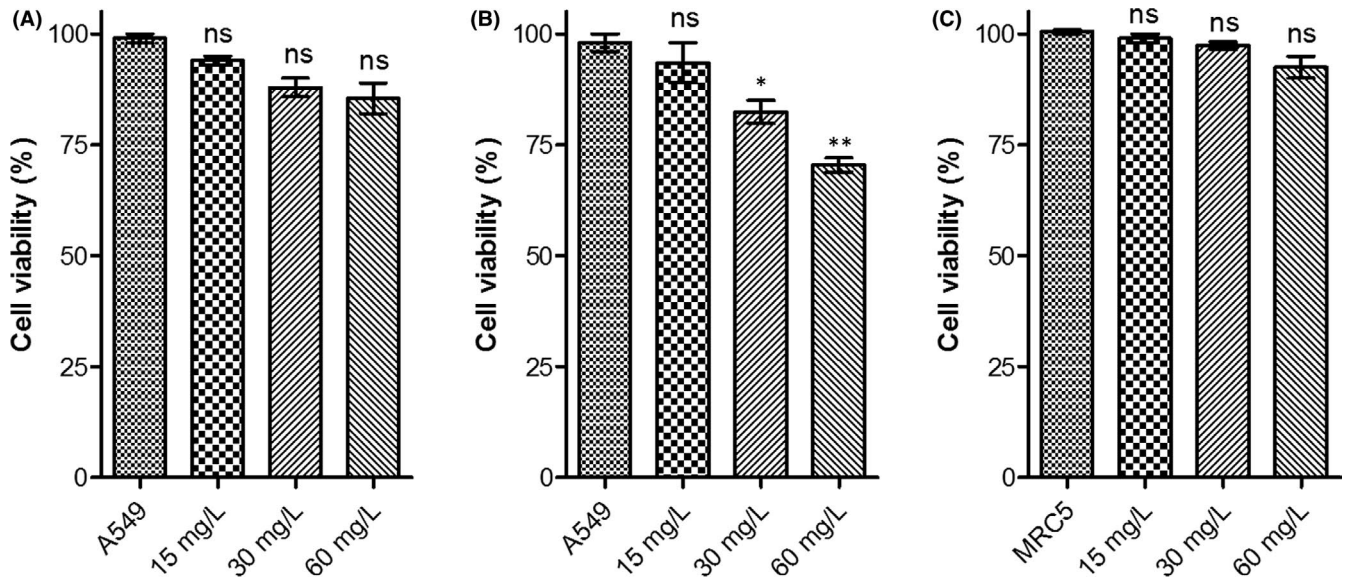 (A)
Cell viability (%)
100
75
50
25
0
ns
ns
ns
A549
15 mg/L
30 mg/L
60 mg/L
(B)
Cell viability (%)
100
75
50
25
0
ns
*
**
A549
15 mg/L
30 mg/L
60 mg/L
(C)
Cell viability (%)
100
75
50
25
0
ns
ns
ns
MRC5
15 mg/L
30 mg/L
60 mg/L